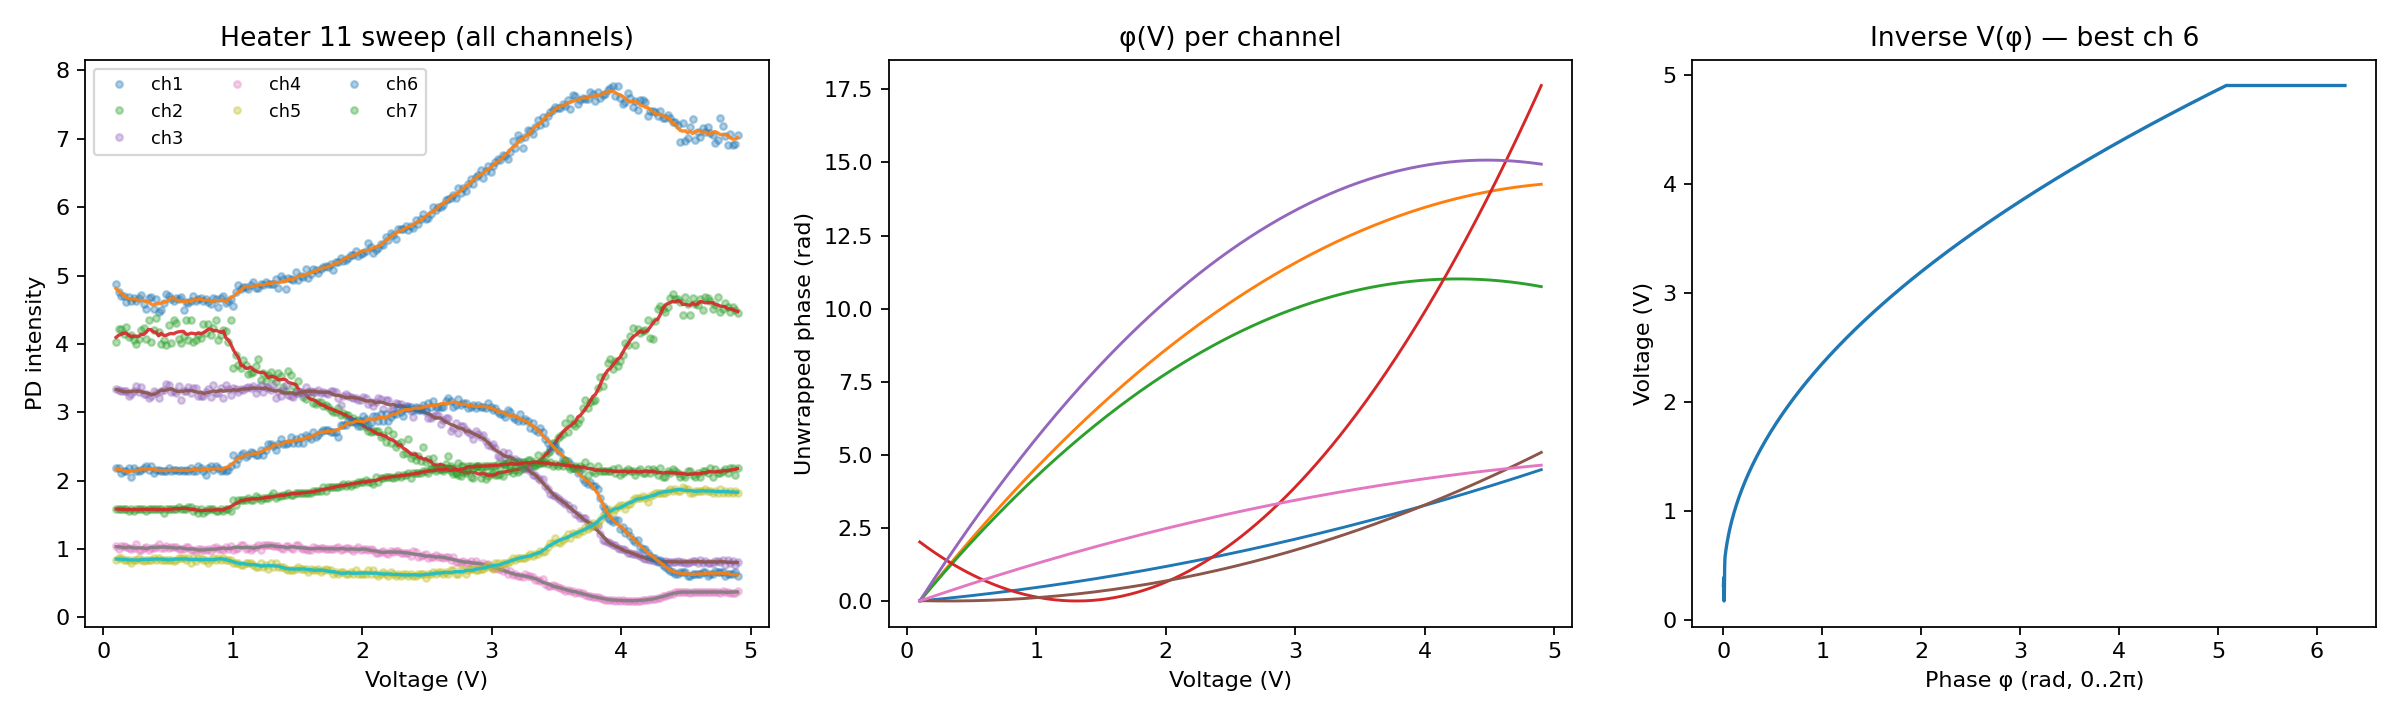 Heater 11 sweep (all channels)
PD intensity
8
7
6
5
4
3
2
1
0
ch1
ch2
ch3
ch4
ch5
ch6
ch7
0 1 2 3 4 5
Voltage (V)
φ(V) per channel
Unwrapped phase (rad)
17.5
15.0
12.5
10.0
7.5
5.0
2.5
0.0
0 1 2 3 4 5
Voltage (V)
Inverse V(φ) — best ch 6
Voltage (V)
5
4
3
2
1
0
0 1 2 3 4 5 6
Phase φ (rad, 0..2π)